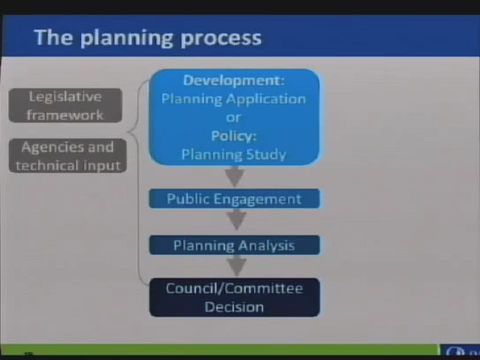 The planning process
Legislative
framework
Agencies and
technical input
Development:
Planning Application
or
Policy:
Planning Study
Public Engagement
Planning Analysis
Council/Committee
Decision